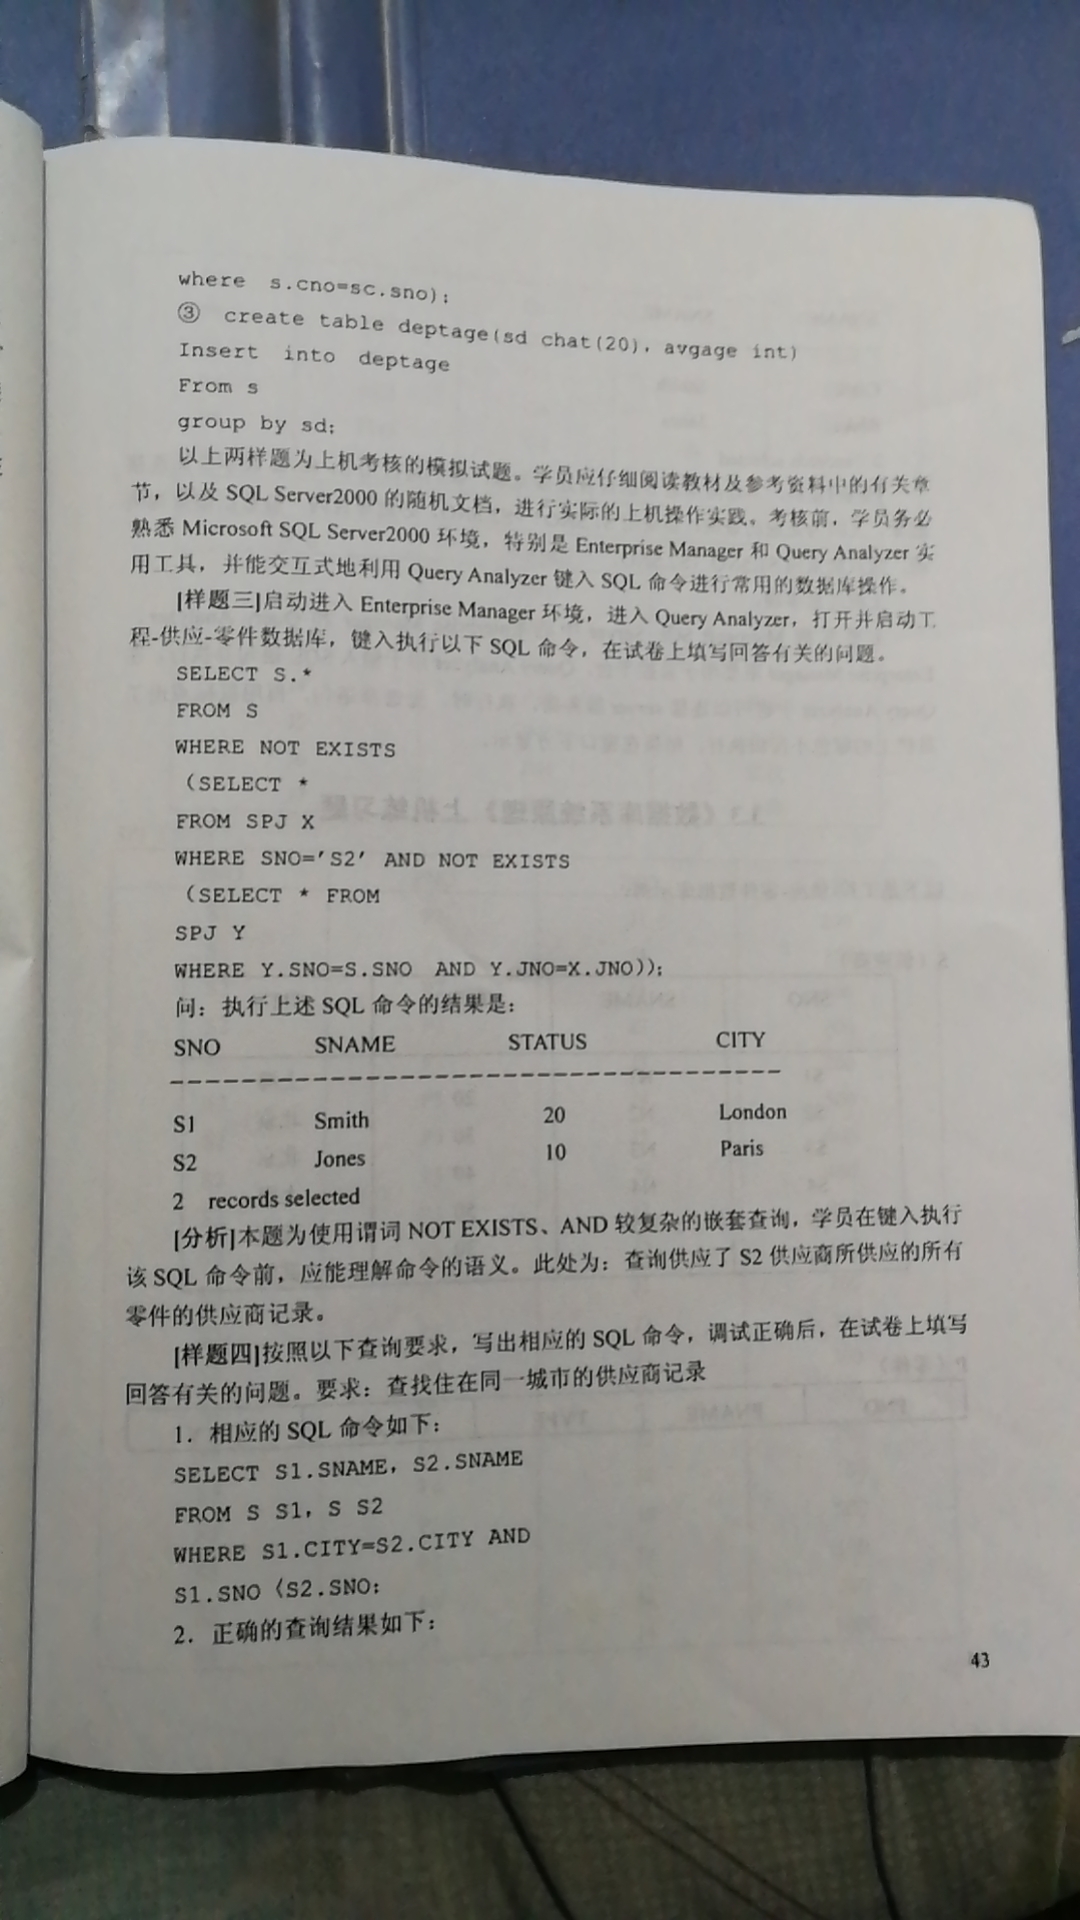 where s.cno=sc.sno);
③ create table deptage(sd chat(20), avgage int)
Insert into deptage
From s
group by sd;
以上两样题为上机考核的模拟试题。学员应仔细阅读教材及参考资料中的有关章
节，以及 SQL Server2000 的随机文档，进行实际的上机操作实践。考核前，学员务必
熟悉 Microsoft SQL Server2000 环境，特别是 Enterprise Manager 和 Query Analyzer 实
用工具，并能交互式地利用 Query Analyzer 键入 SQL 命令进行常用的数据库操作。
[样题三]启动进入 Enterprise Manager 环境，进入 Query Analyzer，打开并启动工
程-供应-零件数据库，键入执行以下 SQL 命令，在试卷上填写回答有关的问题。
SELECT S.*
FROM S
WHERE NOT EXISTS
（SELECT *
FROM SPJ X
WHERE SNO='S2' AND NOT EXISTS
（SELECT * FROM
SPJ Y
WHERE Y.SNO=S.SNO AND Y.JNO=X.JNO));
问：执行上述 SQL 命令的结果是：
SNO SNAME STATUS CITY
----------------------------------
S1 Smith 20 London
S2 Jones 10 Paris
2 records selected
[分析]本题为使用谓词 NOT EXISTS、AND 较复杂的嵌套查询，学员在键入执行
该 SQL 命令前，应能理解命令的语义。此处为：查询供应了 S2 供应商所供应的所有
零件的供应商记录。
[样题四]按照以下查询要求，写出相应的 SQL 命令，调试正确后，在试卷上填写
回答有关的问题。要求：查找住在同一城市的供应商记录
1．相应的 SQL 命令如下：
SELECT S1.SNAME, S2.SNAME
FROM S S1, S S2
WHERE S1.CITY=S2.CITY AND
S1.SNO〈S2.SNO;
2．正确的查询结果如下：
43